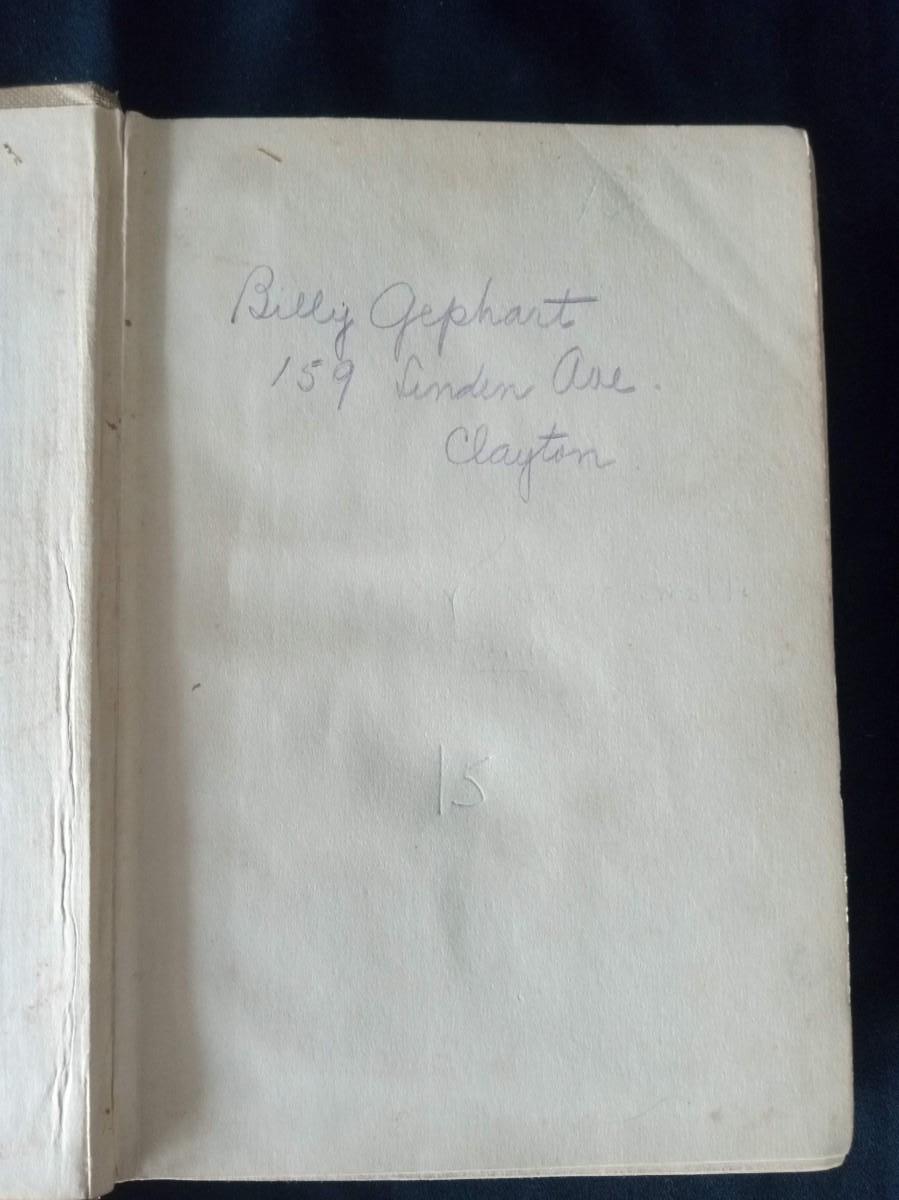 Billy Gephart
159 Linden Ave.
Clayton
15